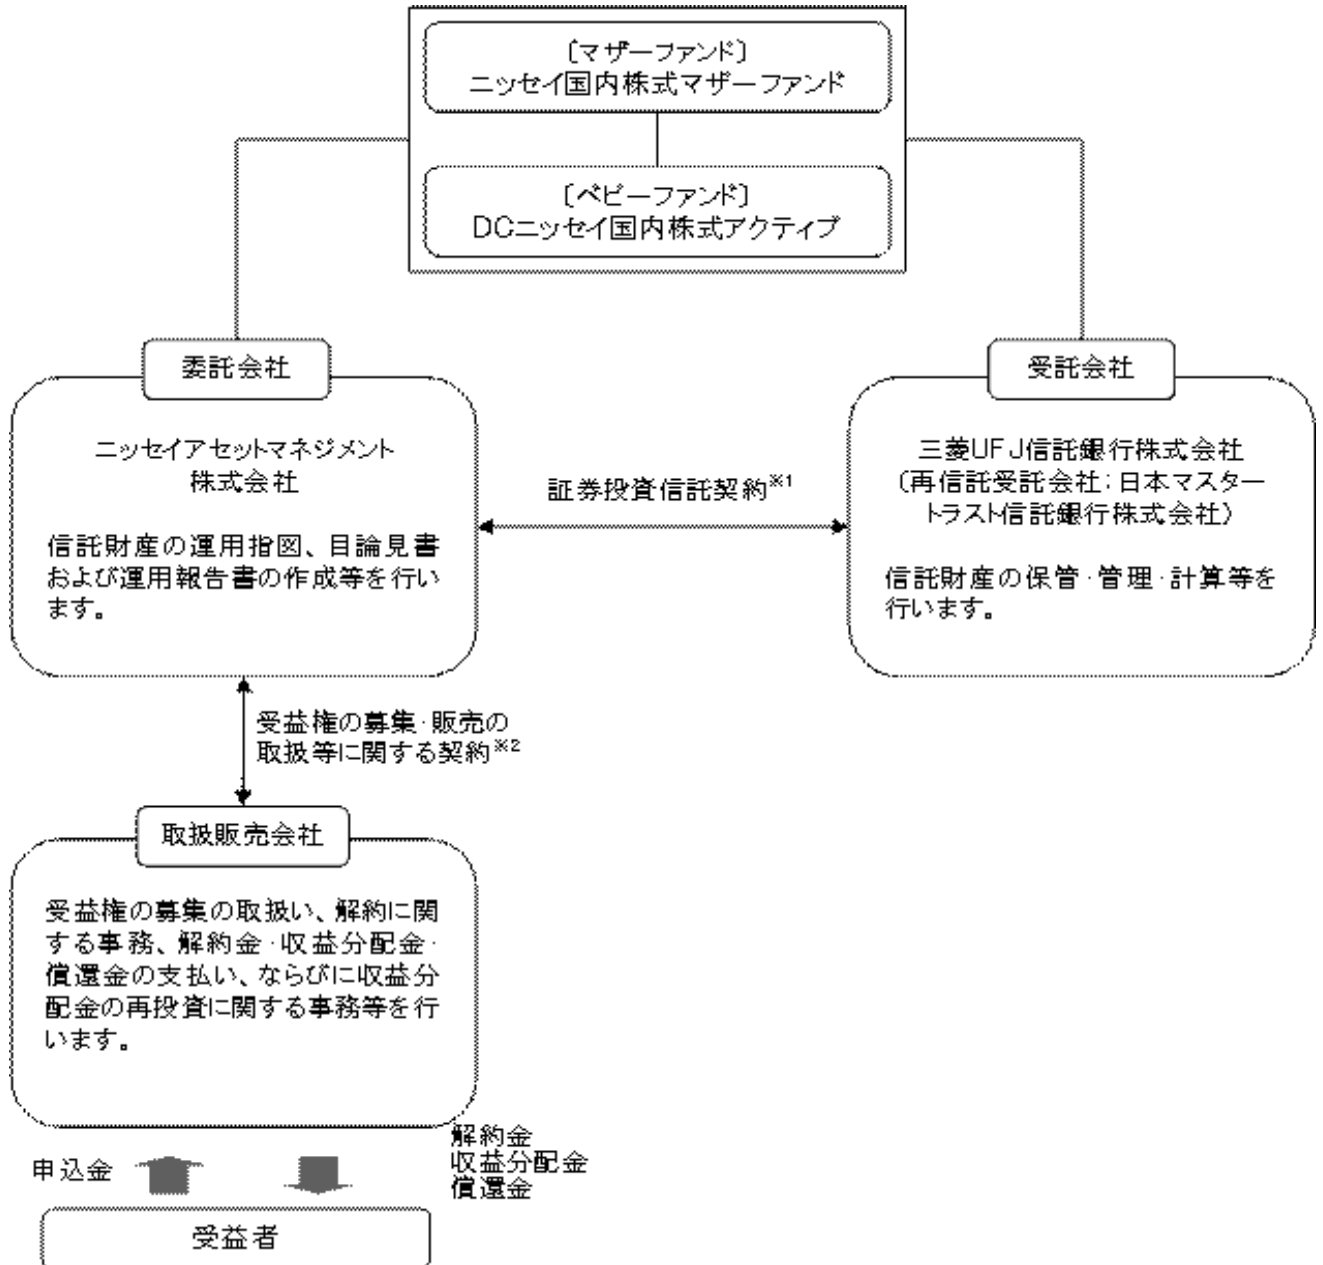 〔マザーファンド〕
ニッセイ国内株式マザーファンド
〔ベビーファンド〕
DCニッセイ国内株式アクティブ
委託会社
ニッセイアセットマネジメント
株式会社
信託財産の運用指図、目論見書
および運用報告書の作成等を行い
ます。
証券投資信託契約※1
受託会社
三菱UFJ信託銀行株式会社
(再信託受託会社:日本マスター
トラスト信託銀行株式会社)
信託財産の保管・管理・計算等を
行います。
受益権の募集・販売の
取扱等に関する契約※2
取扱販売会社
受益権の募集の取扱い、解約に関
する事務、解約金・収益分配金・
償還金の支払い、ならびに収益分
配金の再投資に関する事務等を行
います。
申込金
解約金
収益分配金
償還金
受益者